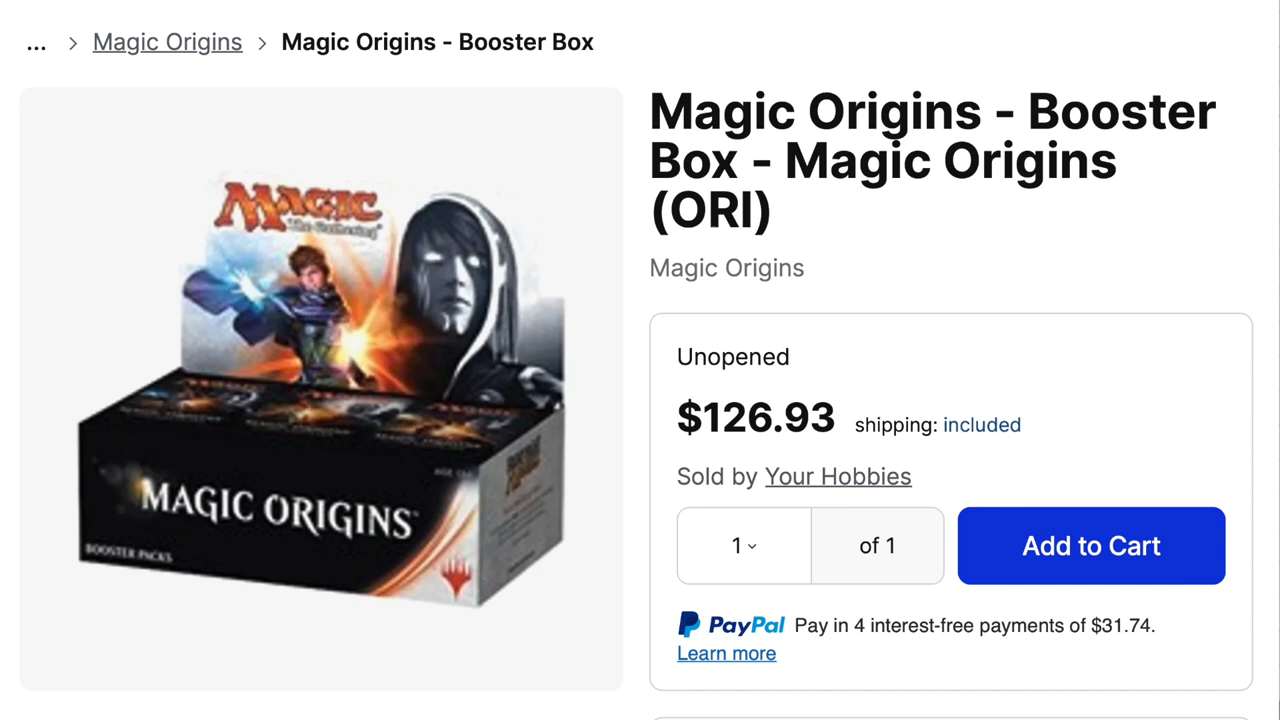 ... > Magic Origins > Magic Origins - Booster Box
Magic Origins - Booster
Box - Magic Origins
(ORI)
Magic Origins
Unopened
$126.93 shipping: included
Sold by Your Hobbies
1 of 1 Add to Cart
PayPal Pay in 4 interest-free payments of $31.74.
Learn more
MAGIC
The Gathering
MAGIC ORIGINS
BOOSTER PACKS